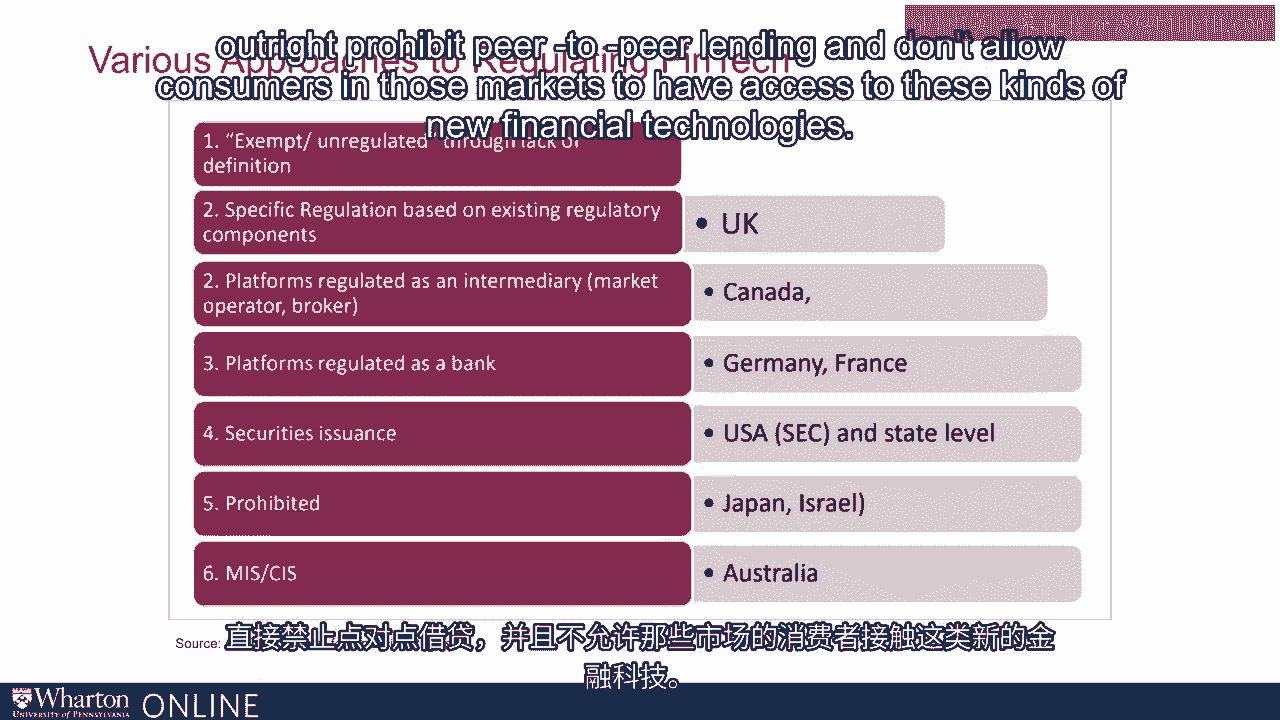 outright prohibit peer -to -peer lending and don't allow
Various Approaches to Regulating FinTech
consumers in those markets to have access to these kinds of
new financial technologies.
1. “Exempt/ unregulated” through lack of
definition
2. Specific Regulation based on existing regulatory
components
• UK
2. Platforms regulated as an intermediary (market
operator, broker)
• Canada,
3. Platforms regulated as a bank
• Germany, France
4. Securities issuance
• USA (SEC) and state level
5. Prohibited
• Japan, Israel)
6. MIS/CIS
• Australia
Source:
直接禁止点对点借贷，并且不允许那些市场的消费者接触这类新的金
融科技。
Wharton ONLINE
UNIVERSITY of PENNSYLVANIA